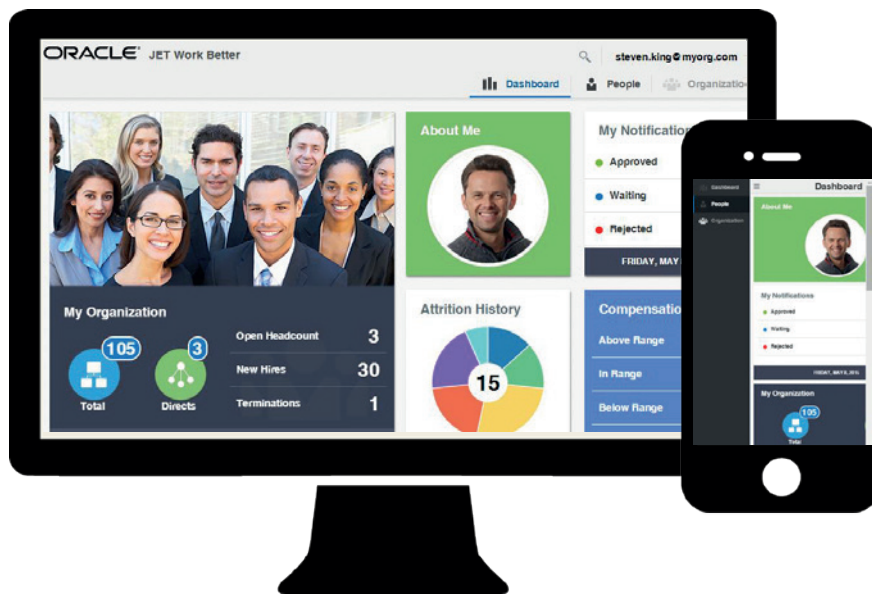 ORACLE® JET Work Better
steven.king@myorg.com
Dashboard
People
Organizatio
My Organization
105
Total
3
Directs
Open Headcount 3
New Hires 30
Terminations 1
About Me
Attrition History
15
My Notification
Approved
Waiting
Rejected
FRIDAY, MAY
Compensatio
Above Range
In Range
Below Range
Dashboard
People
Organization
Dashboard
About Me
My Notifications
Approved
Waiting
Rejected
My Organization
105
Total